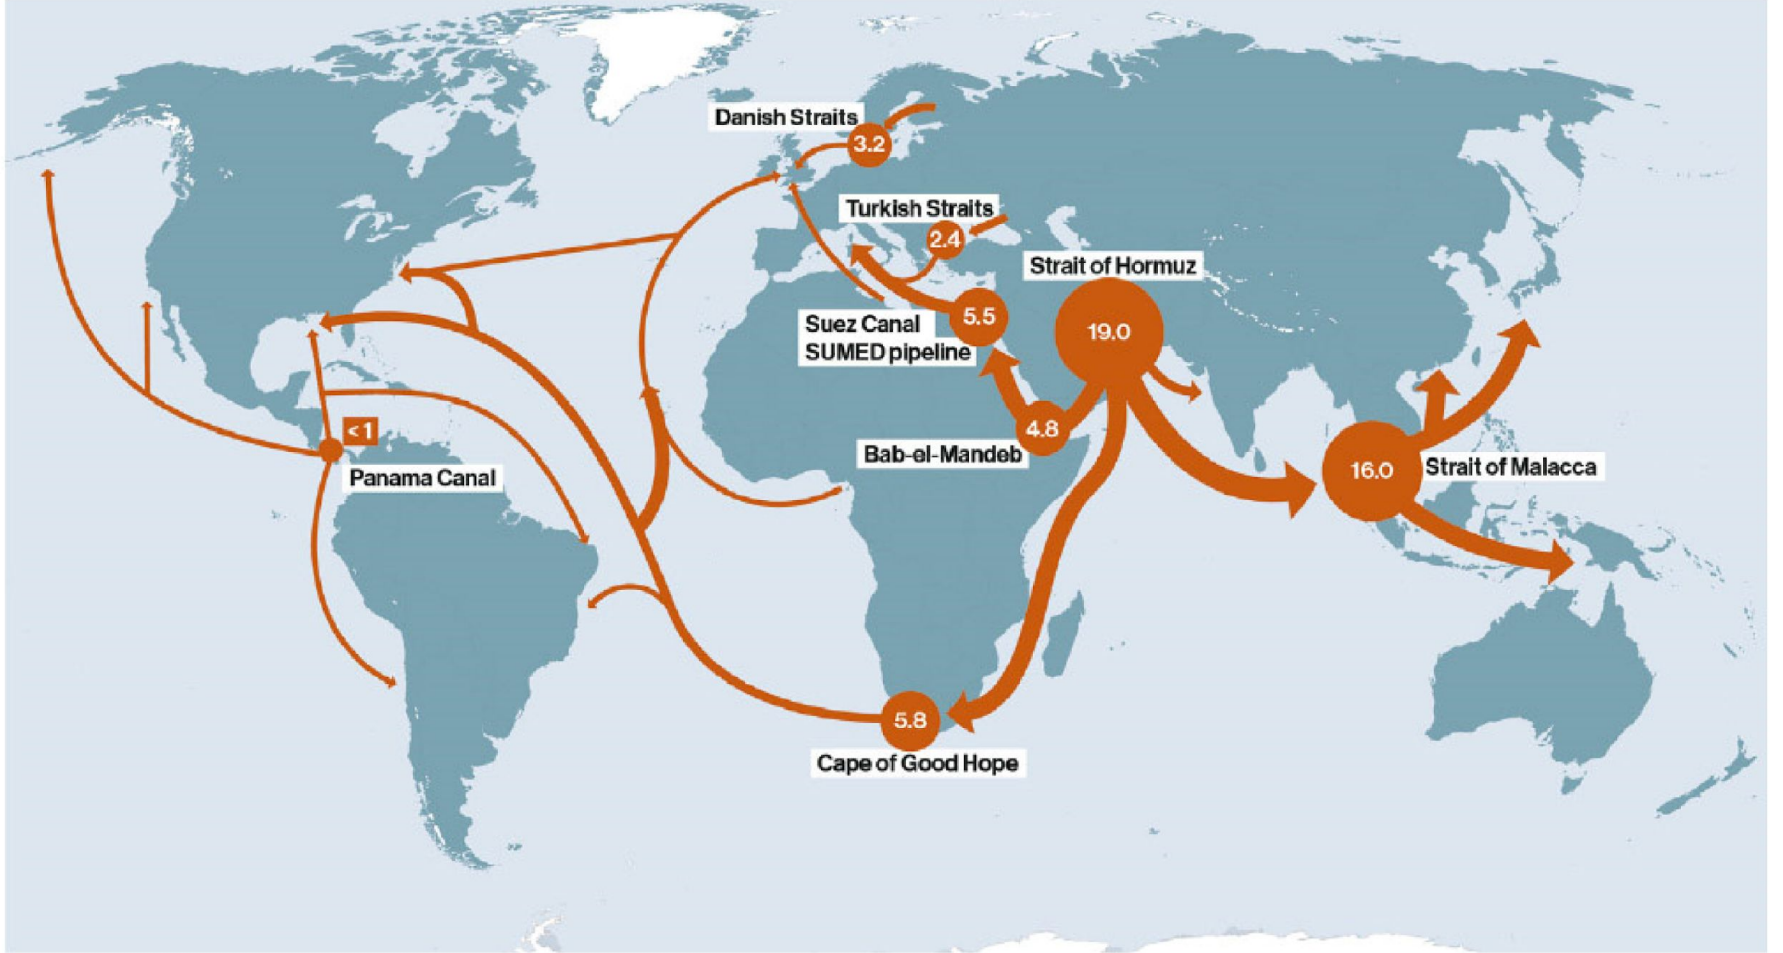 Danish Straits
3.2
Turkish Straits
2.4
Strait of Hormuz
19.0
Suez Canal
SUMED pipeline
5.5
4.8
Bab-el-Mandeb
<1
Panama Canal
16.0
Strait of Malacca
5.8
Cape of Good Hope